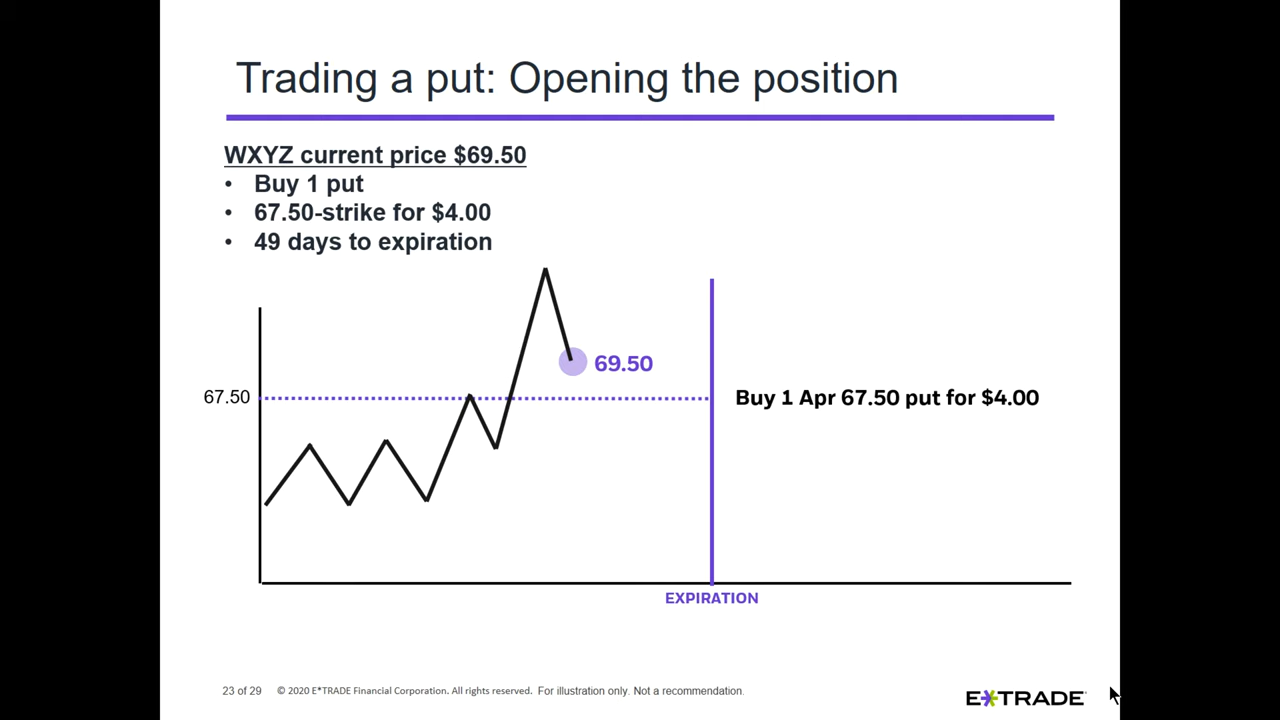 Trading a put: Opening the position
WXYZ current price $69.50
• Buy 1 put
• 67.50-strike for $4.00
• 49 days to expiration
69.50
67.50
Buy 1 Apr 67.50 put for $4.00
EXPIRATION
23 of 29 © 2020 E*TRADE Financial Corporation. All rights reserved. For illustration only. Not a recommendation.
E*TRADE